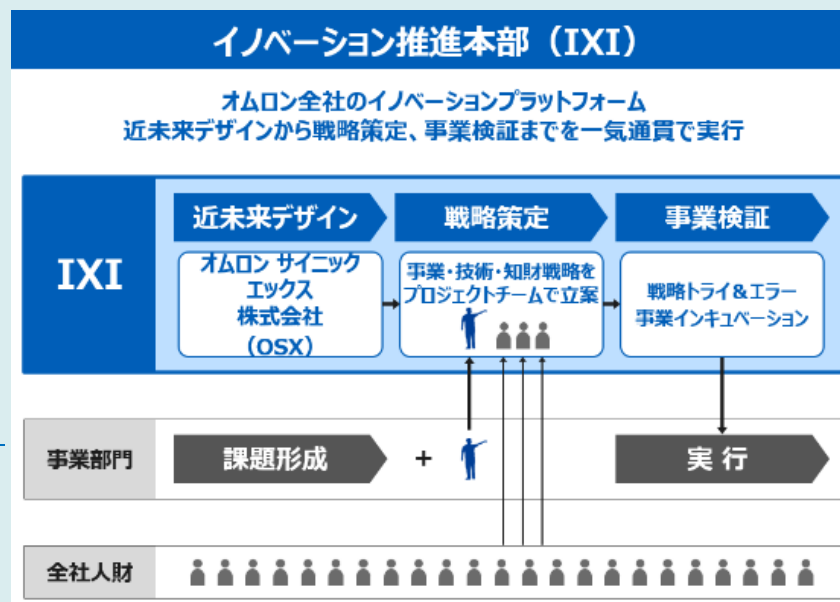 イノベーション推進本部（IXI）
オムロン全社のイノベーションプラットフォーム
近未来デザインから戦略策定、事業検証までを一気通貫で実行
IXI
近未来デザイン
戦略策定
事業検証
オムロン サイニック
エックス
株式会社
（OSX）
事業・技術・知財戦略を
プロジェクトチームで立案
戦略トライ＆エラー
事業インキュベーション
事業部門
課題形成
+
実 行
全社人財